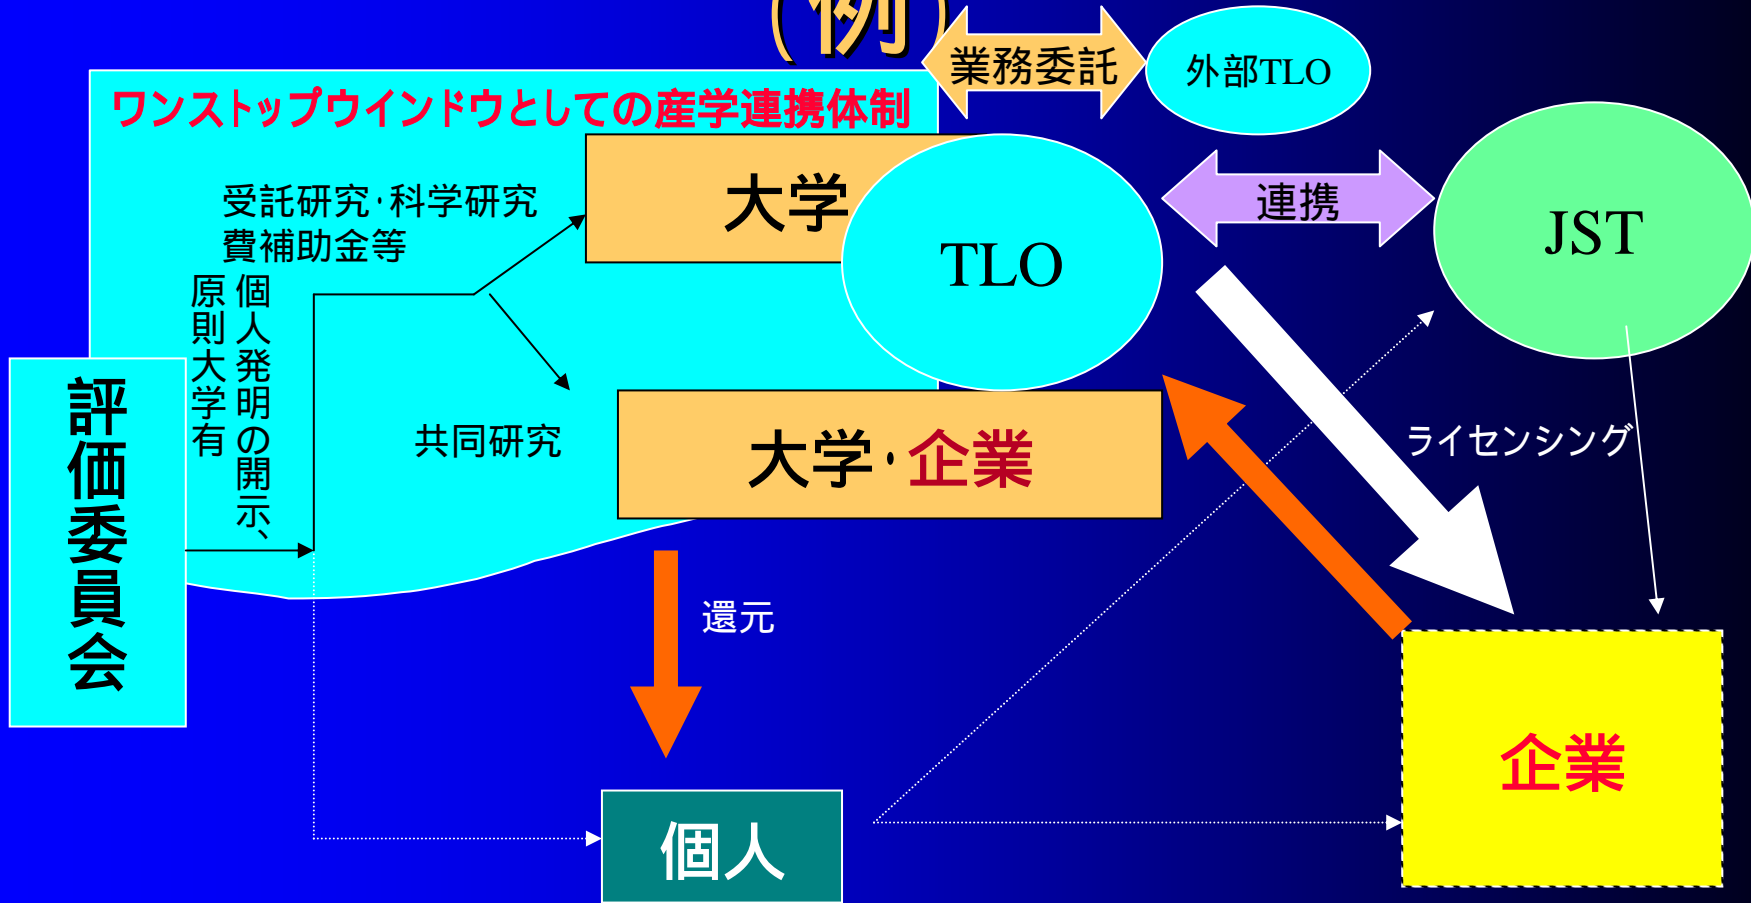 (例)
業務委託
外部TLO
ワンストップウインドウとしての産学連携体制
大学
受託研究・科学研究
費補助金等
連携
JST
TLO
個人発明の開示、
原則大学有
評価委員会
共同研究
大学・企業
ライセンシング
還元
企業
個人